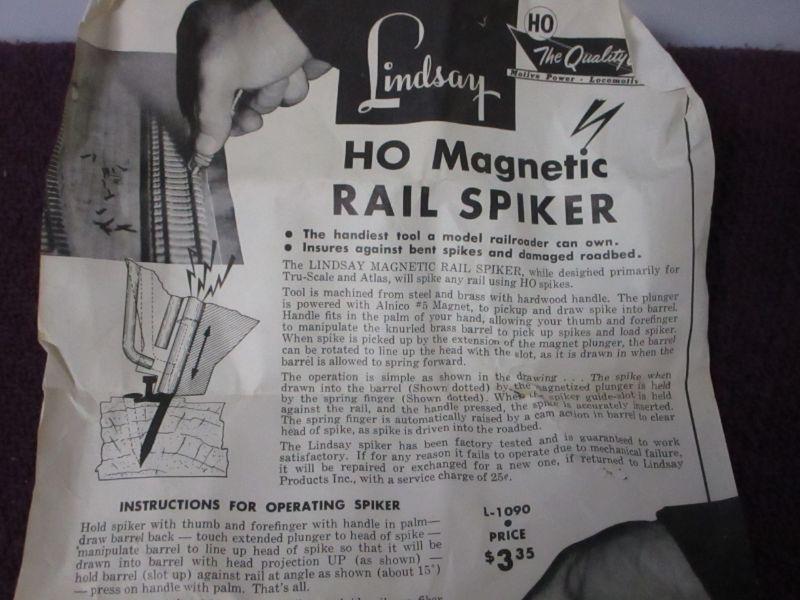 Lindsay
HO
The Quality
Motive Power - Locomotiv
HO Magnetic
RAIL SPIKER
• The handiest tool a model railroader can own.
• Insures against bent spikes and damaged roadbed.
The LINDSAY MAGNETIC RAIL SPIKER, while designed primarily for
Tru-Scale and Atlas, will spike any rail using HO spikes.
Tool is machined from steel and brass with hardwood handle. The plunger
is powered with Alnico #5 Magnet, to pickup and draw spike into barrel.
Handle fits in the palm of your hand, allowing your thumb and forefinger
to manipulate the knurled brass barrel to pick up spikes and load spiker.
When spike is picked up by the extension of the magnet plunger, the barrel
can be rotated to line up the head with the slot, as it is drawn in when the
barrel is allowed to spring forward.
The operation is simple as shown in the drawing . . . The spike when
drawn into the barrel (Shown dotted) by the magnetized plunger is held
by the spring finger (Shown dotted). When the spiker guide-slot is held
against the rail, and the handle pressed, the spike is accurately inserted.
The spring finger is automatically raised by a cam action in barrel to clear
head of spike, as spike is driven into the roadbed.
The Lindsay spiker has been factory tested and is guaranteed to work
satisfactory. If for any reason it fails to operate due to mechanical failure,
it will be repaired or exchanged for a new one, if returned to Lindsay
Products Inc., with a service charge of 25¢.
INSTRUCTIONS FOR OPERATING SPIKER
Hold spiker with thumb and forefinger with handle in palm—
draw barrel back — touch extended plunger to head of spike —
manipulate barrel to line up head of spike so that it will be
drawn into barrel with head projection UP (as shown) —
hold barrel (slot up) against rail at angle as shown (about 15°)
— press on handle with palm. That's all.
L-1090
•
PRICE
$3.35